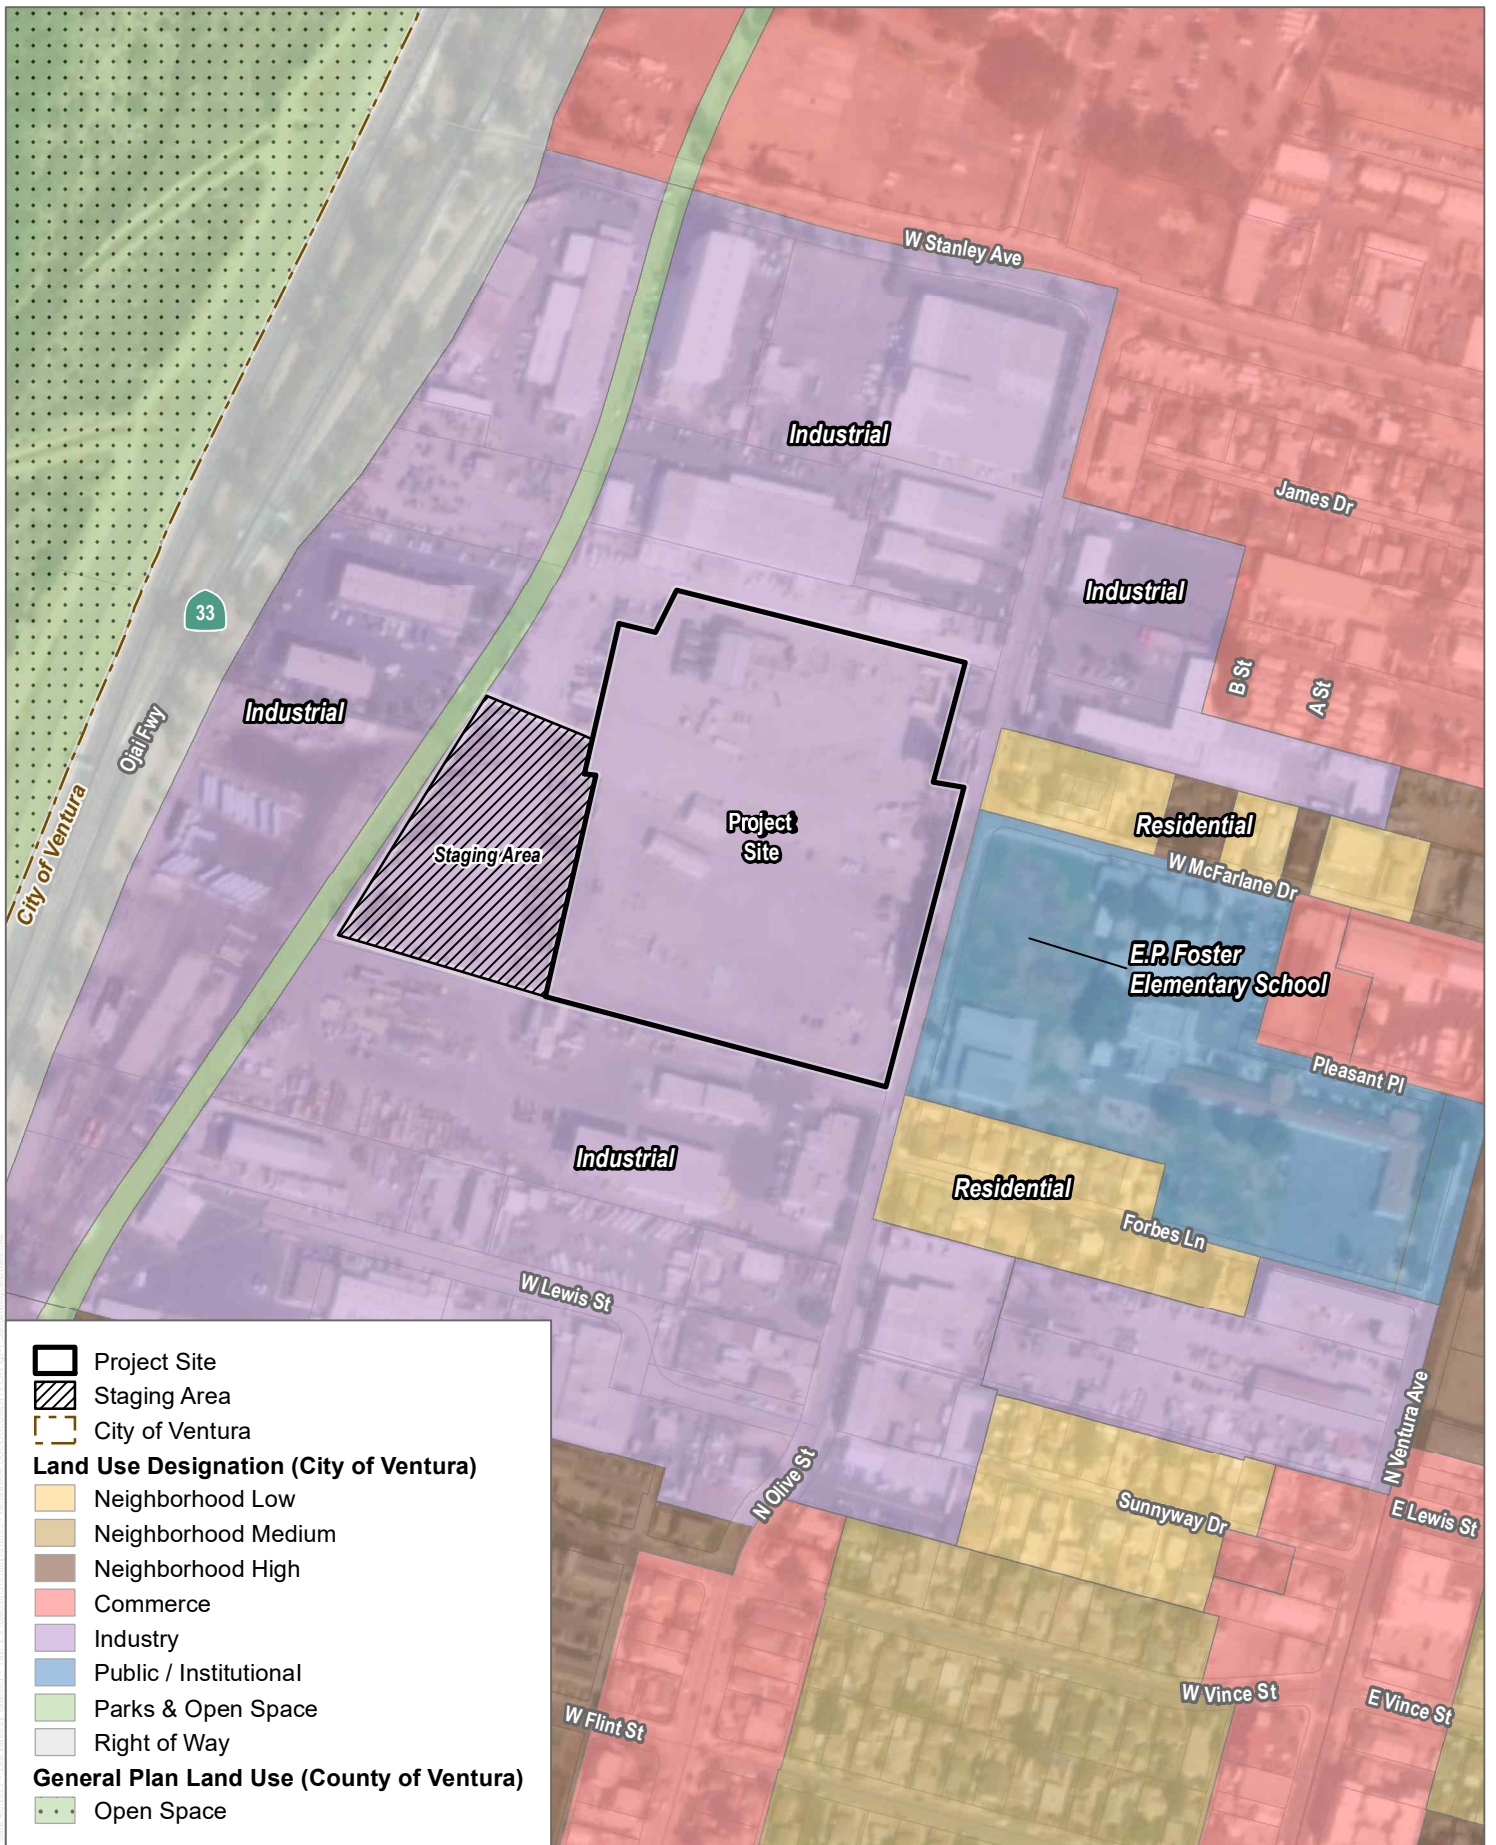 W Stanley Ave
Industrial
James Dr
Industrial
33
B St
A St
Industrial
Ojai Fwy
City of Ventura
Staging Area
Project
Site
Residential
W McFarlane Dr
E.P. Foster
Elementary School
Pleasant Pl
Industrial
Residential
Forbes Ln
W Lewis St
N Ventura Ave
N Olive St
Sunnyway Dr
E Lewis St
W Vince St
E Vince St
W Flint St
Project Site
Staging Area
City of Ventura
Land Use Designation (City of Ventura)
Neighborhood Low
Neighborhood Medium
Neighborhood High
Commerce
Industry
Public / Institutional
Parks & Open Space
Right of Way
General Plan Land Use (County of Ventura)
Open Space